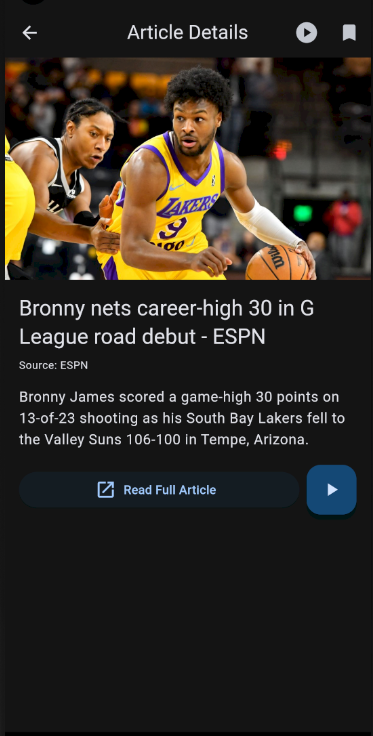 Article Details
LAKERS
9
Bronny nets career-high 30 in G
League road debut - ESPN
Source: ESPN
Bronny James scored a game-high 30 points on
13-of-23 shooting as his South Bay Lakers fell to
the Valley Suns 106-100 in Tempe, Arizona.
Read Full Article